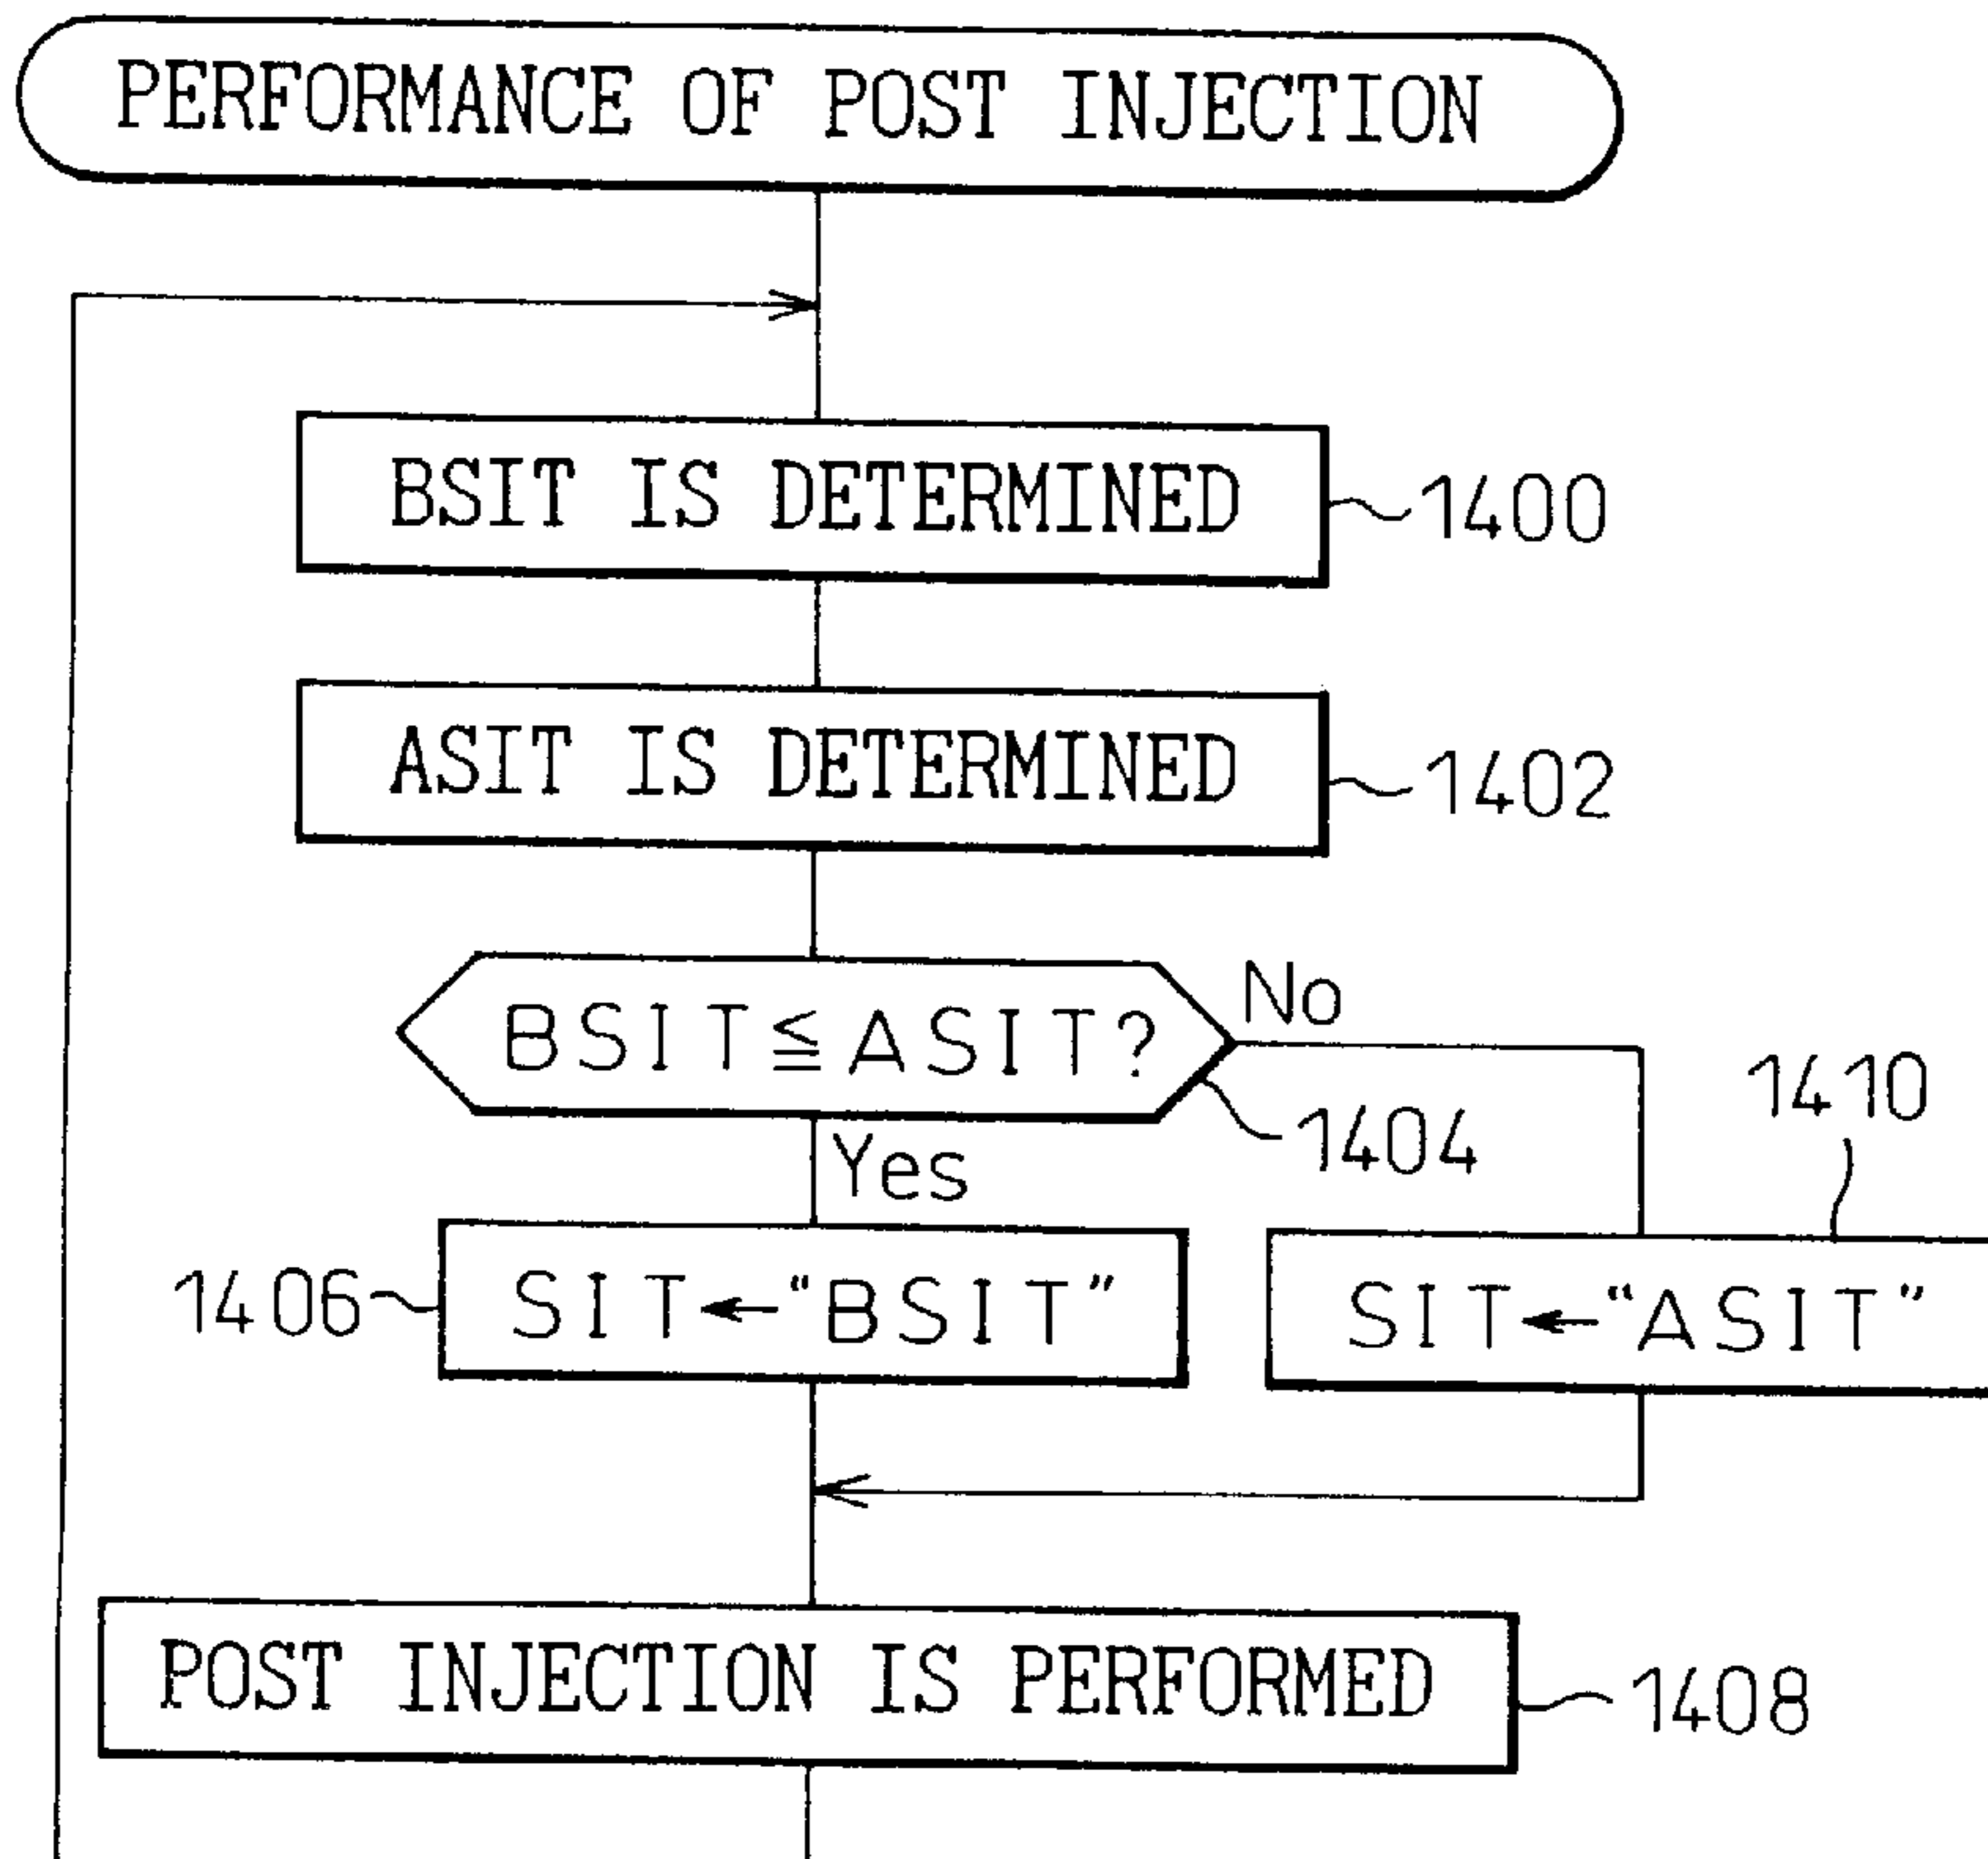 PERFORMANCE OF POST INJECTION
BSIT IS DETERMINED
1400
ASIT IS DETERMINED
1402
BSIT≦ASIT?
No
1404
1410
Yes
1406
SIT←“BSIT”
SIT←“ASIT”
POST INJECTION IS PERFORMED
1408